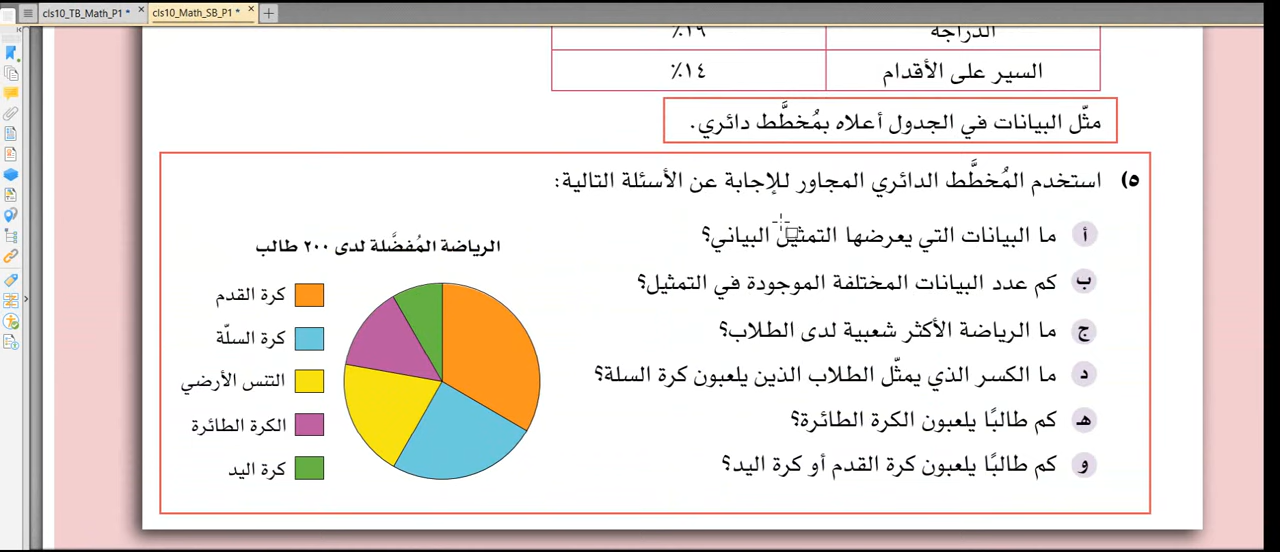 cls10_TB_Math_P1 *
cls10_Math_SB_P1 *
الدراجة ١٩٪
السير على الأقدام ١٤٪
مثّل البيانات في الجدول أعلاه بمُخطَّط دائري.
٥) استخدم المُخطَّط الدائري المجاور للإجابة عن الأسئلة التالية:
أ ما البيانات التي يعرضها التمثيل البياني؟
ب كم عدد البيانات المختلفة الموجودة في التمثيل؟
ج ما الرياضة الأكثر شعبية لدى الطلاب؟
د ما الكسر الذي يمثّل الطلاب الذين يلعبون كرة السلة؟
هـ كم طالبًا يلعبون الكرة الطائرة؟
و كم طالبًا يلعبون كرة القدم أو كرة اليد؟
الرياضة المُفضَّلة لدى ٢٠٠ طالب
كرة القدم
كرة السلّة
التنس الأرضي
الكرة الطائرة
كرة اليد